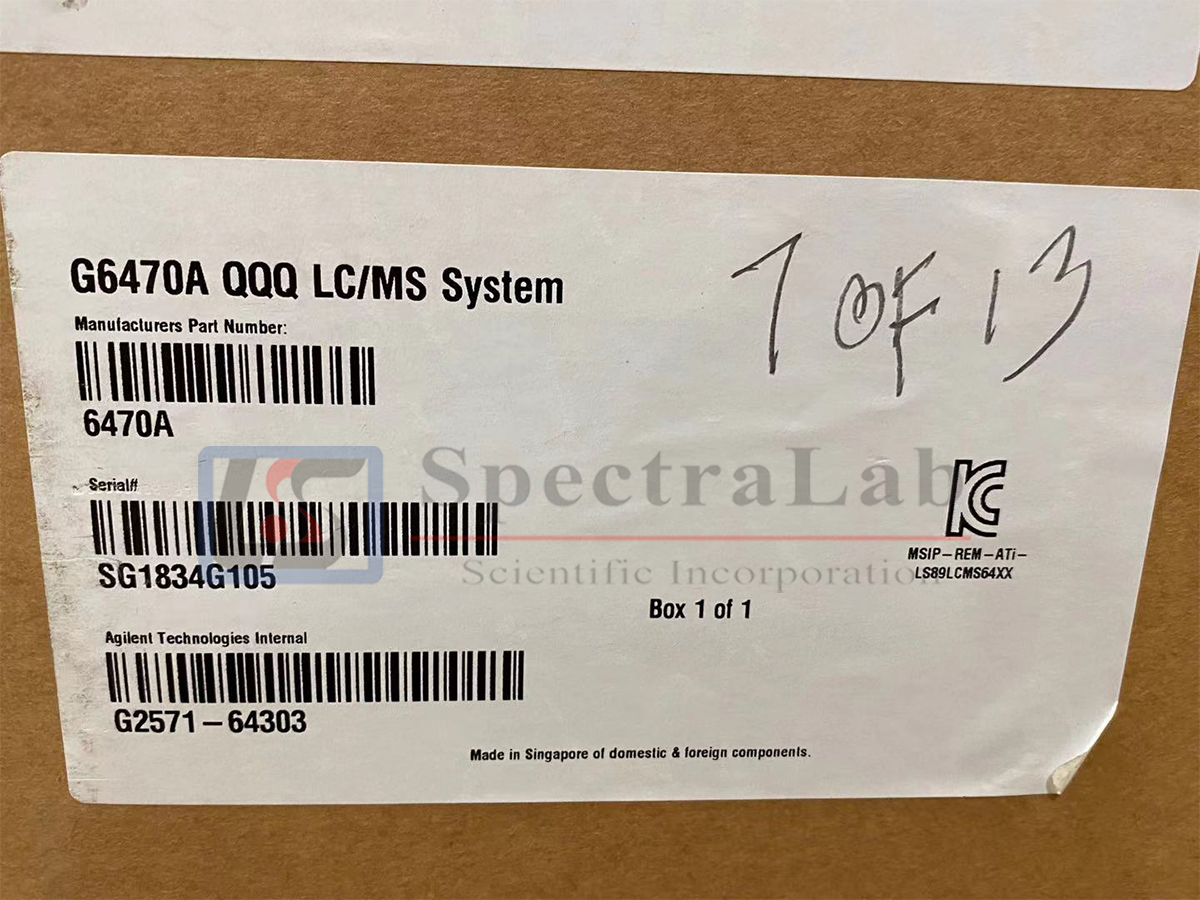 G6470A QQQ LC/MS System
7 OF 13
Manufacturers Part Number:
6470A
Serial#
SG1834G105
SpectraLab
Scientific Incorporation
MSIP-REM-ATi-
LS89LCMS64XX
Box 1 of 1
Agilent Technologies Internal
G2571-64303
Made in Singapore of domestic & foreign components.